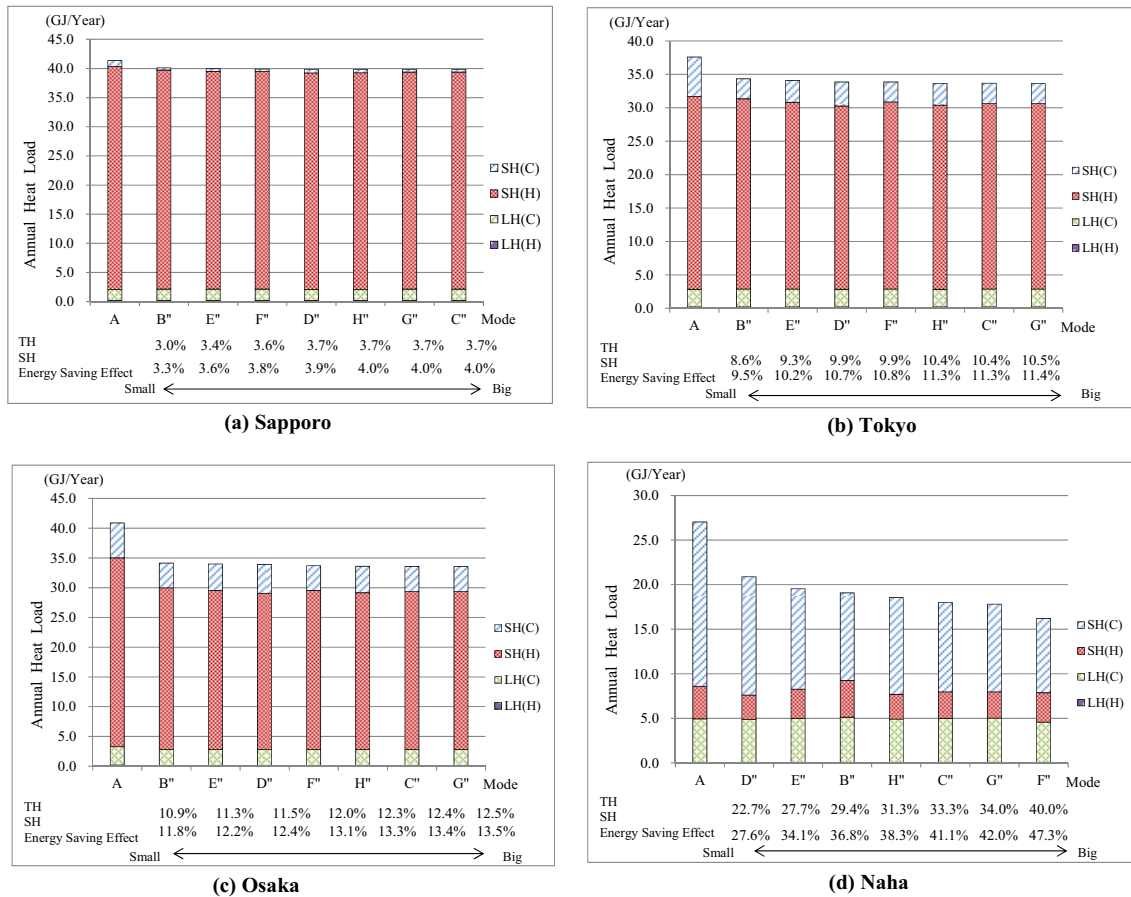 (GJ/Year)
45.0
40.0
35.0
30.0
25.0
20.0
15.0
10.0
5.0
0.0
Annual Heat Load
SH(C)
SH(H)
LH(C)
LH(H)
A B" E" F" D" H" G" C" Mode
TH 3.0% 3.4% 3.6% 3.7% 3.7% 3.7% 3.7%
SH
Energy Saving Effect 3.3% 3.6% 3.8% 3.9% 4.0% 4.0% 4.0%
Small Big
(a) Sapporo
(GJ/Year)
40.0
35.0
30.0
25.0
20.0
15.0
10.0
5.0
0.0
Annual Heat Load
SH(C)
SH(H)
LH(C)
LH(H)
A B" E" D" F" H" C" G" Mode
TH 8.6% 9.3% 9.9% 9.9% 10.4% 10.4% 10.5%
SH
Energy Saving Effect 9.5% 10.2% 10.7% 10.8% 11.3% 11.3% 11.4%
Small Big
(b) Tokyo
(GJ/Year)
45.0
40.0
35.0
30.0
25.0
20.0
15.0
10.0
5.0
0.0
Annual Heat Load
SH(C)
SH(H)
LH(C)
LH(H)
A B" E" D" F" H" C" G" Mode
TH 10.9% 11.3% 11.5% 12.0% 12.3% 12.4% 12.5%
SH
Energy Saving Effect 11.8% 12.2% 12.4% 13.1% 13.3% 13.4% 13.5%
Small Big
(c) Osaka
(GJ/Year)
30.0
25.0
20.0
15.0
10.0
5.0
0.0
Annual Heat Load
SH(C)
SH(H)
LH(C)
LH(H)
A D" E" B" H" C" G" F" Mode
TH 22.7% 27.7% 29.4% 31.3% 33.3% 34.0% 40.0%
SH
Energy Saving Effect 27.6% 34.1% 36.8% 38.3% 41.1% 42.0% 47.3%
Small Big
(d) Naha